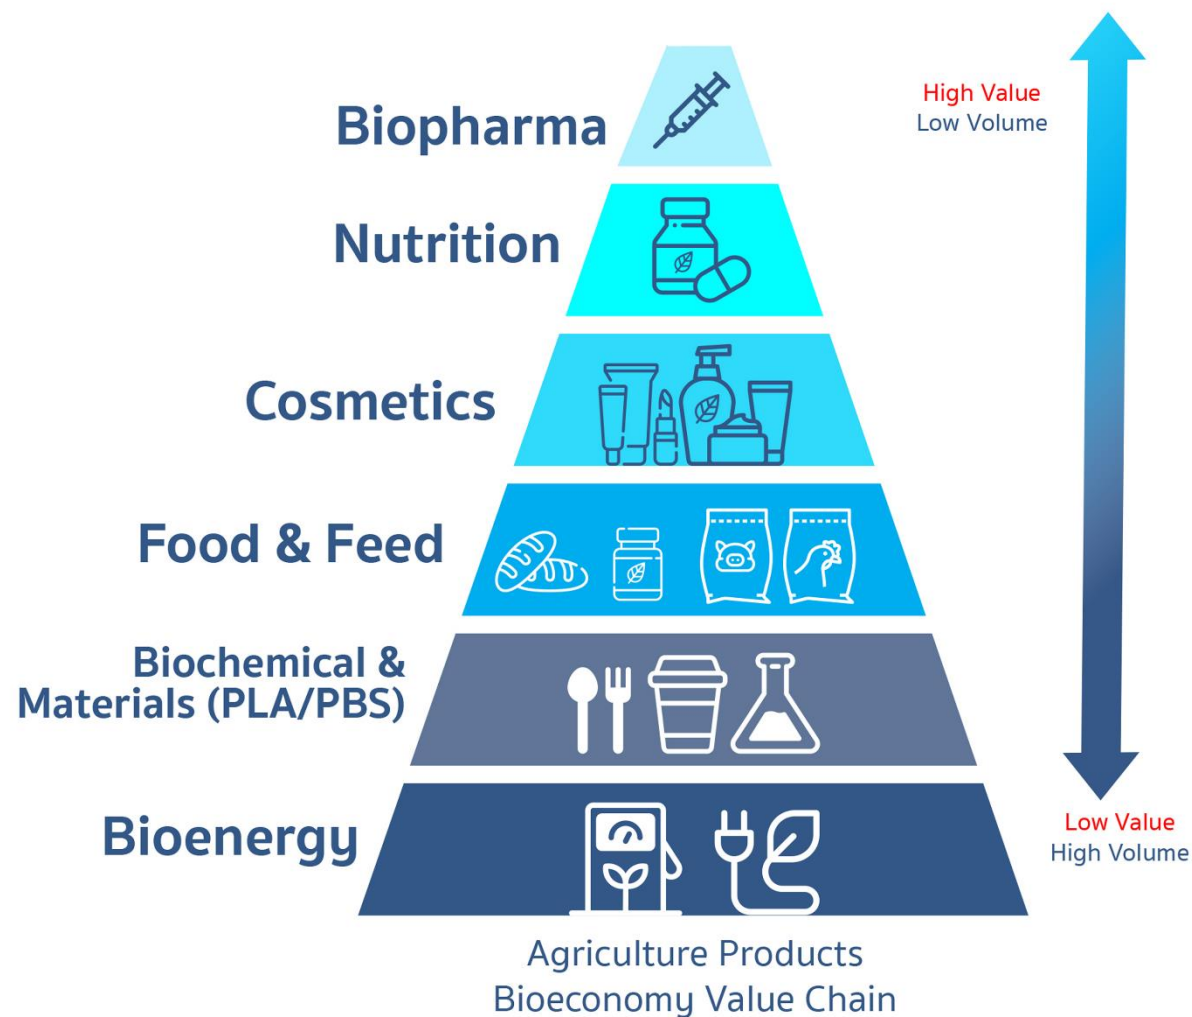 High Value
Low Volume
Biopharma
Nutrition
Cosmetics
Food & Feed
Biochemical &
Materials (PLA/PBS)
Bioenergy
Low Value
High Volume
Agriculture Products
Bioeconomy Value Chain